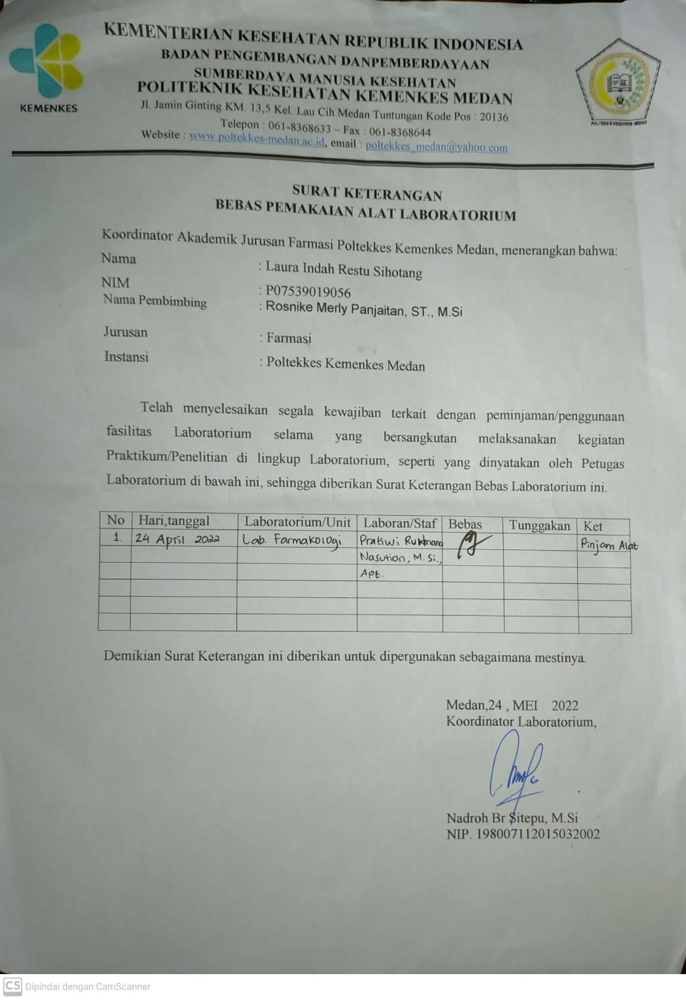 KEMENKES
KEMENTERIAN KESEHATAN REPUBLIK INDONESIA
BADAN PENGEMBANGAN DANPEMBERDAYAAN
SUMBERDAYA MANUSIA KESEHATAN
POLITEKNIK KESEHATAN KEMENKES MEDAN
Jl. Jamin Ginting KM. 13,5 Kel. Lau Cih Medan Tuntungan Kode Pos : 20136
Telepon : 061-8368633 – Fax : 061-8368644
Website : www.poltekkes-medan.ac.id, email : poltekkes_medan@yahoo.com
POLITEKNIK KESEHATAN MEDAN
SURAT KETERANGAN
BEBAS PEMAKAIAN ALAT LABORATORIUM
Koordinator Akademik Jurusan Farmasi Poltekkes Kemenkes Medan, menerangkan bahwa:
Nama : Laura Indah Restu Sihotang
NIM : P07539019056
Nama Pembimbing : Rosnike Merly Panjaitan, ST., M.Si
Jurusan : Farmasi
Instansi : Poltekkes Kemenkes Medan
Telah menyelesaikan segala kewajiban terkait dengan peminjaman/penggunaan
fasilitas Laboratorium selama yang bersangkutan melaksanakan kegiatan
Praktikum/Penelitian di lingkup Laboratorium, seperti yang dinyatakan oleh Petugas
Laboratorium di bawah ini, sehingga diberikan Surat Keterangan Bebas Laboratorium ini.
No Hari,tanggal Laboratorium/Unit Laboran/Staf Bebas Tunggakan Ket
1. 24 April 2022 Lab. Farmakologi Pratiwi Rukmana Pinjam Alat
Nasution, M.Si.,
Apt.
Demikian Surat Keterangan ini diberikan untuk dipergunakan sebagaimana mestinya.
Medan,24 , MEI 2022
Koordinator Laboratorium,
Nadroh Br Sitepu, M.Si
NIP. 198007112015032002
CS Dipindai dengan CamScanner